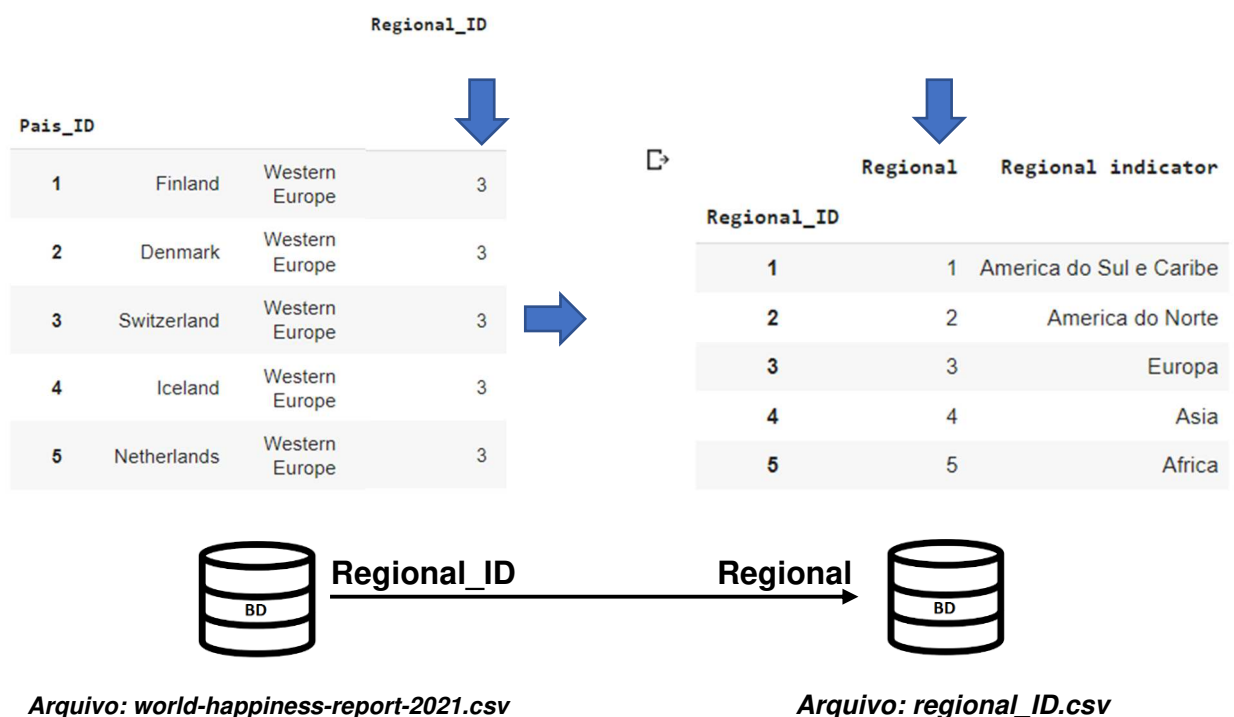 Regional_ID
Pais_ID
1 Finland Western Europe 3
2 Denmark Western Europe 3
3 Switzerland Western Europe 3
4 Iceland Western Europe 3
5 Netherlands Western Europe 3
Regional Regional indicator
Regional_ID
1 1 America do Sul e Caribe
2 2 America do Norte
3 3 Europa
4 4 Asia
5 5 Africa
Regional_ID Regional
BD BD
Arquivo: world-happiness-report-2021.csv
Arquivo: regional_ID.csv